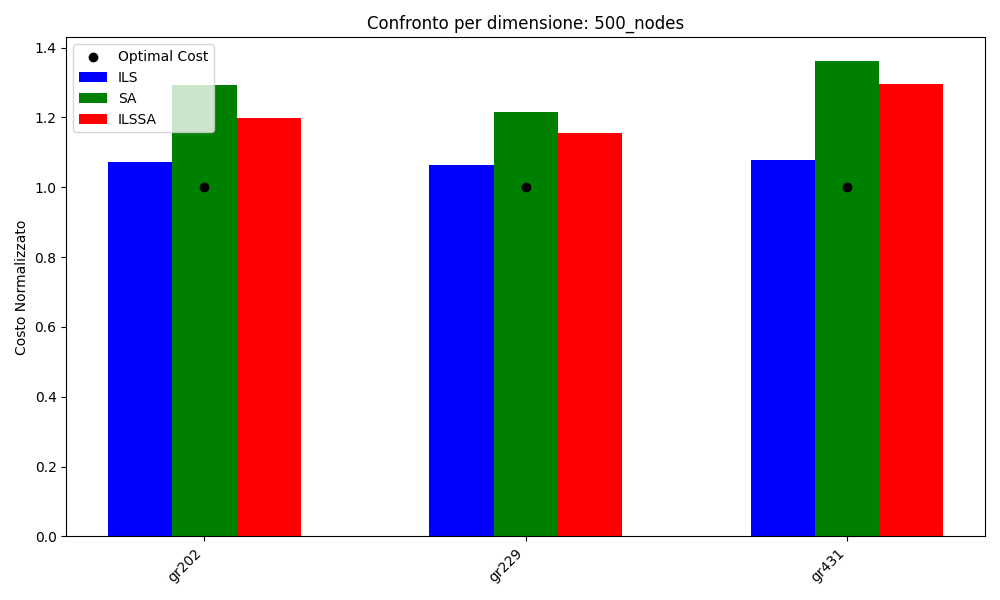 Confronto per dimensione: 500_nodes
Optimal Cost
ILS
SA
ILSSA
Costo Normalizzato
1.4
1.2
1.0
0.8
0.6
0.4
0.2
0.0
gr202
gr229
gr431